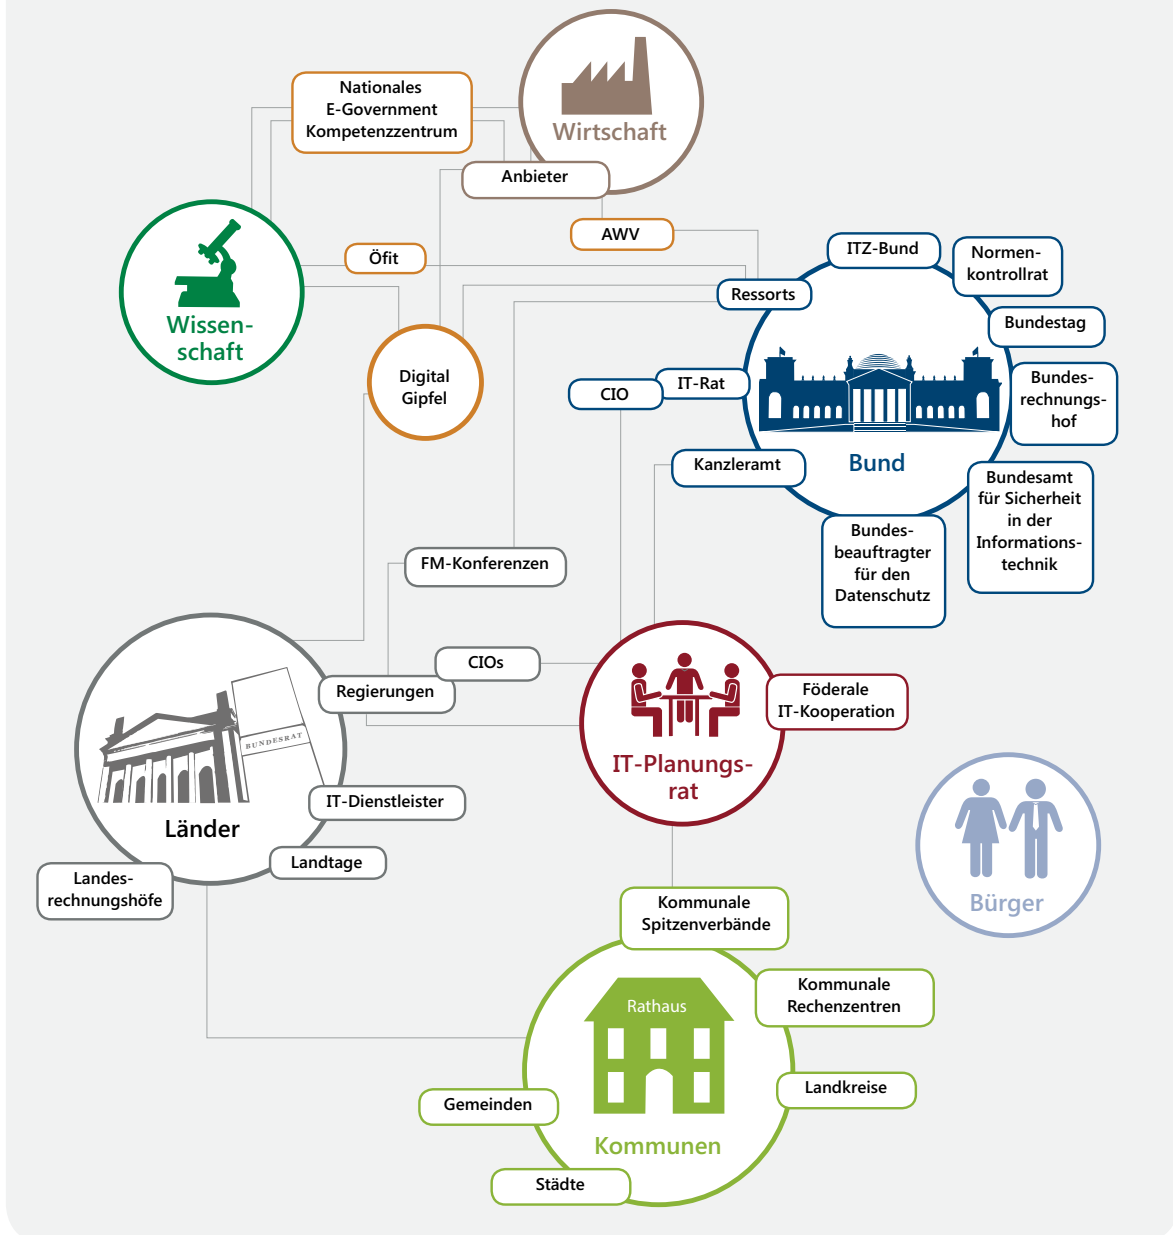 Nationales
E-Government
Kompetenzzentrum
Wirtschaft
Anbieter
AWV
Öfit
Wissen-
schaft
Digital
Gipfel
ITZ-Bund
Normen-
kontrollrat
Ressorts
Bundestag
IT-Rat
CIO
Bundes-
rechnungs-
hof
Kanzleramt
Bund
Bundesamt
für Sicherheit
in der
Informations-
technik
Bundes-
beauftragter
für den
Datenschutz
FM-Konferenzen
CIOs
Regierungen
BUNDESRAT
IT-Dienstleister
Länder
Landtage
Landes-
rechnungshöfe
Föderale
IT-Kooperation
IT-Planungs-
rat
Bürger
Kommunale
Spitzenverbände
Kommunale
Rechenzentren
Rathaus
Landkreise
Gemeinden
Kommunen
Städte